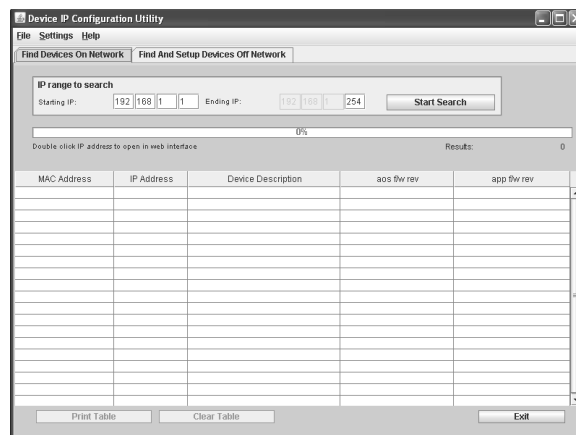 Device IP Configuration Utility
File Settings Help
Find Devices On Network Find And Setup Devices Off Network
IP range to search
Starting IP: 192 168 1 1 Ending IP: 192 168 1 254 Start Search
0%
Double click IP address to open in web interface Results: 0
MAC Address IP Address Device Description aos f/w rev app f/w rev
Print Table Clear Table Exit